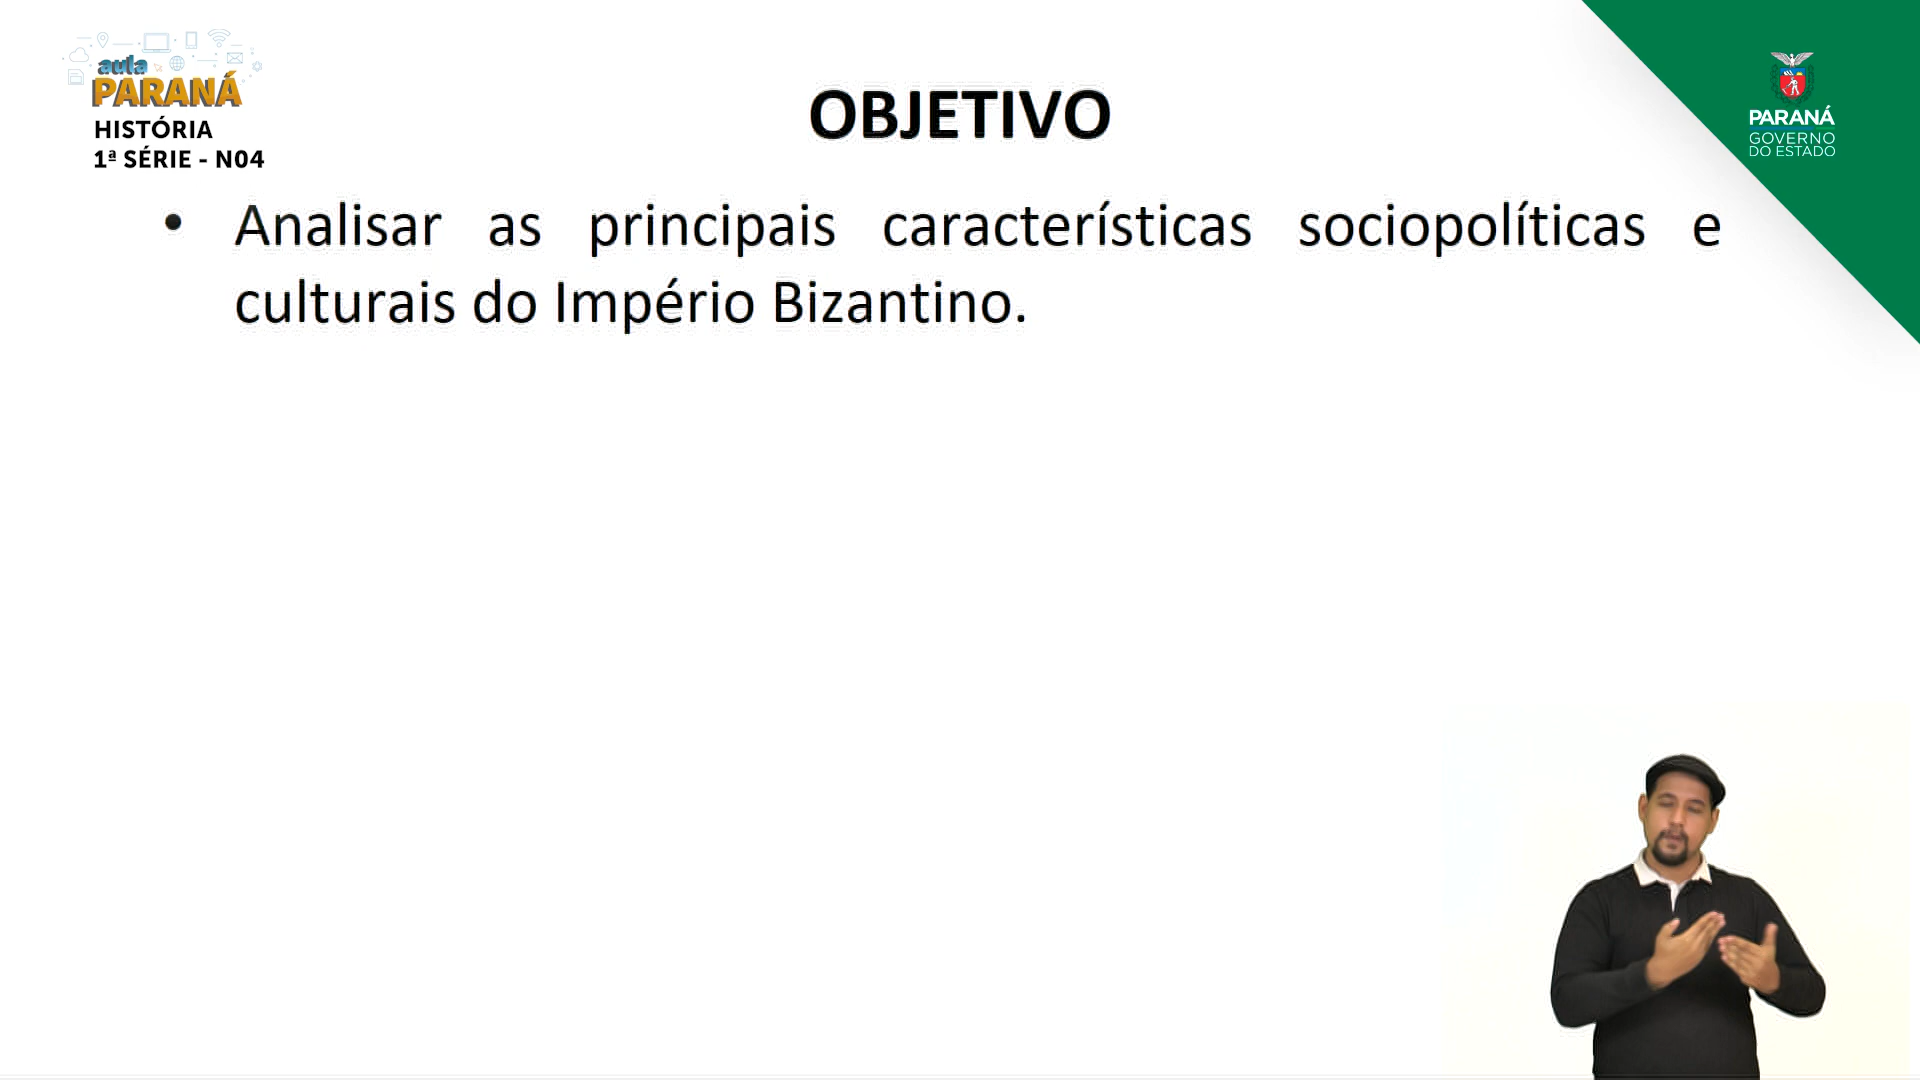 aula
PARANÁ
HISTÓRIA
1ª SÉRIE - N04
OBJETIVO
PARANÁ
GOVERNO
DO ESTADO
• Analisar as principais características sociopolíticas e
culturais do Império Bizantino.